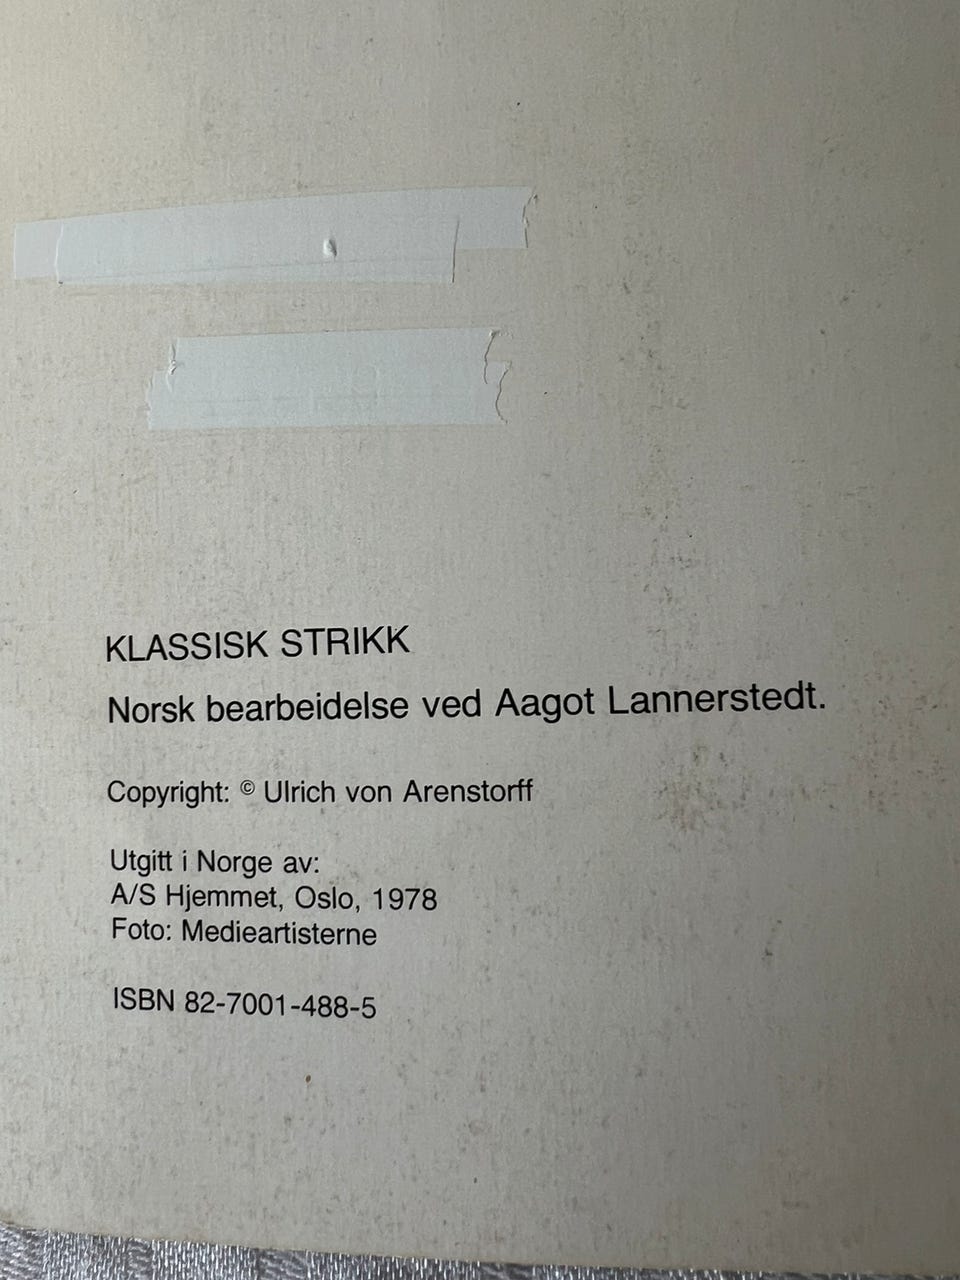 KLASSISK STRIKK
Norsk bearbeidelse ved Aagot Lannerstedt.
Copyright: © Ulrich von Arenstorff
Utgitt i Norge av:
A/S Hjemmet, Oslo, 1978
Foto: Medieartisterne
ISBN 82-7001-488-5